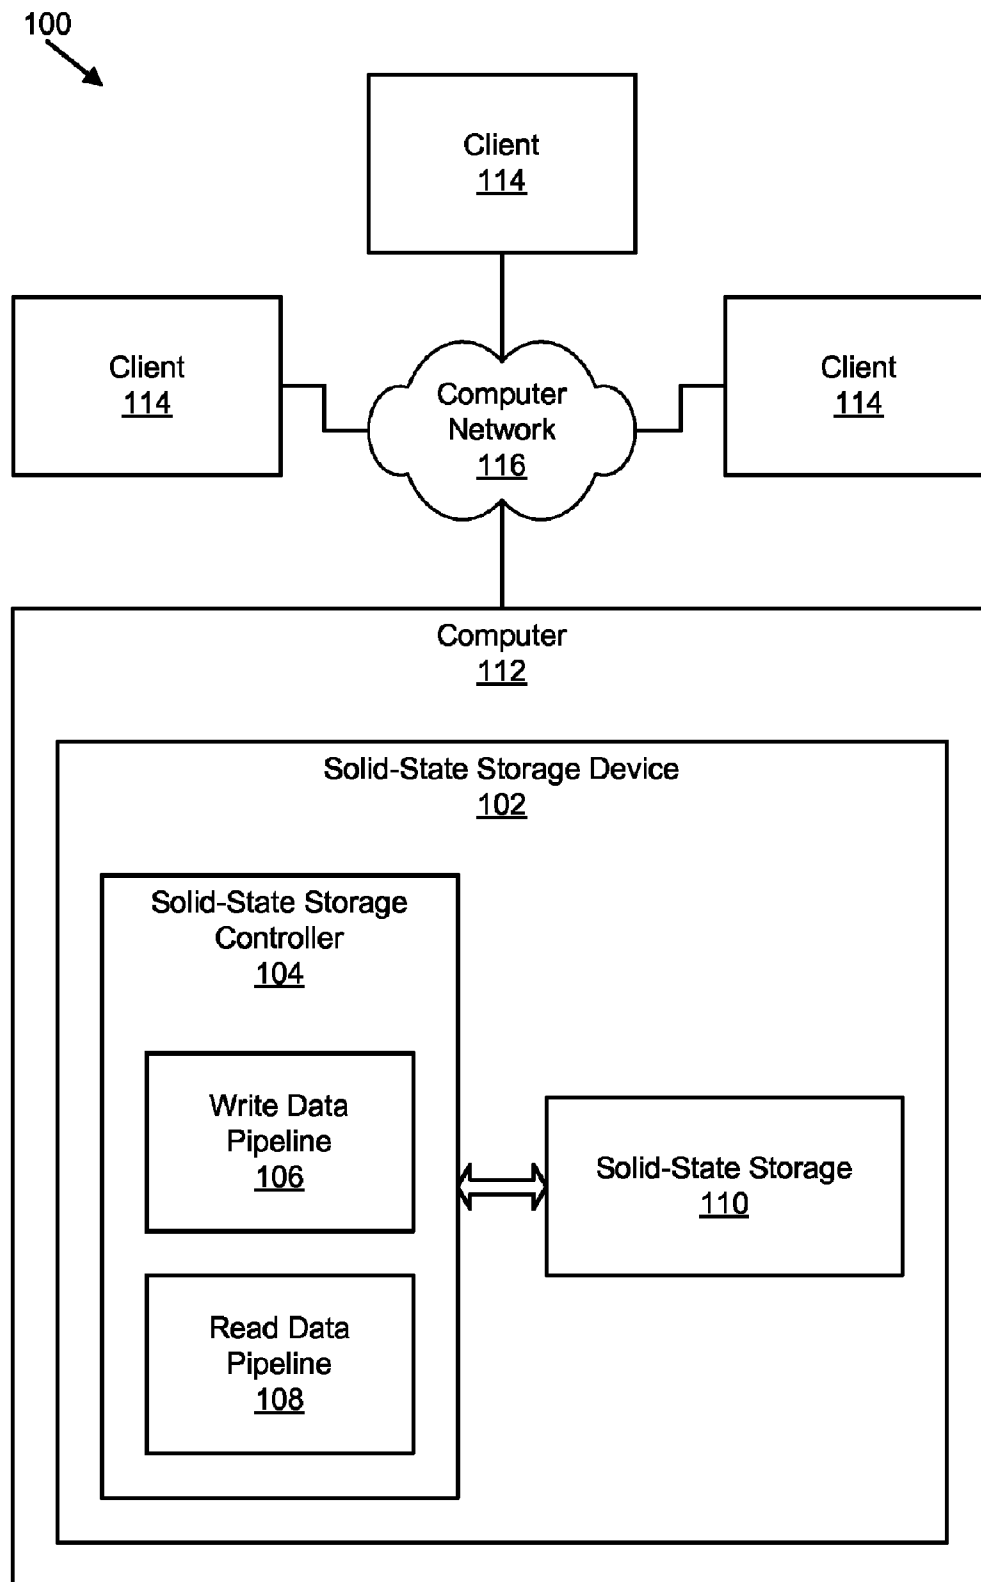 100
Client
114
Client
114
Computer
Network
116
Client
114
Computer
112
Solid-State Storage Device
102
Solid-State Storage
Controller
104
Write Data
Pipeline
106
Solid-State Storage
110
Read Data
Pipeline
108